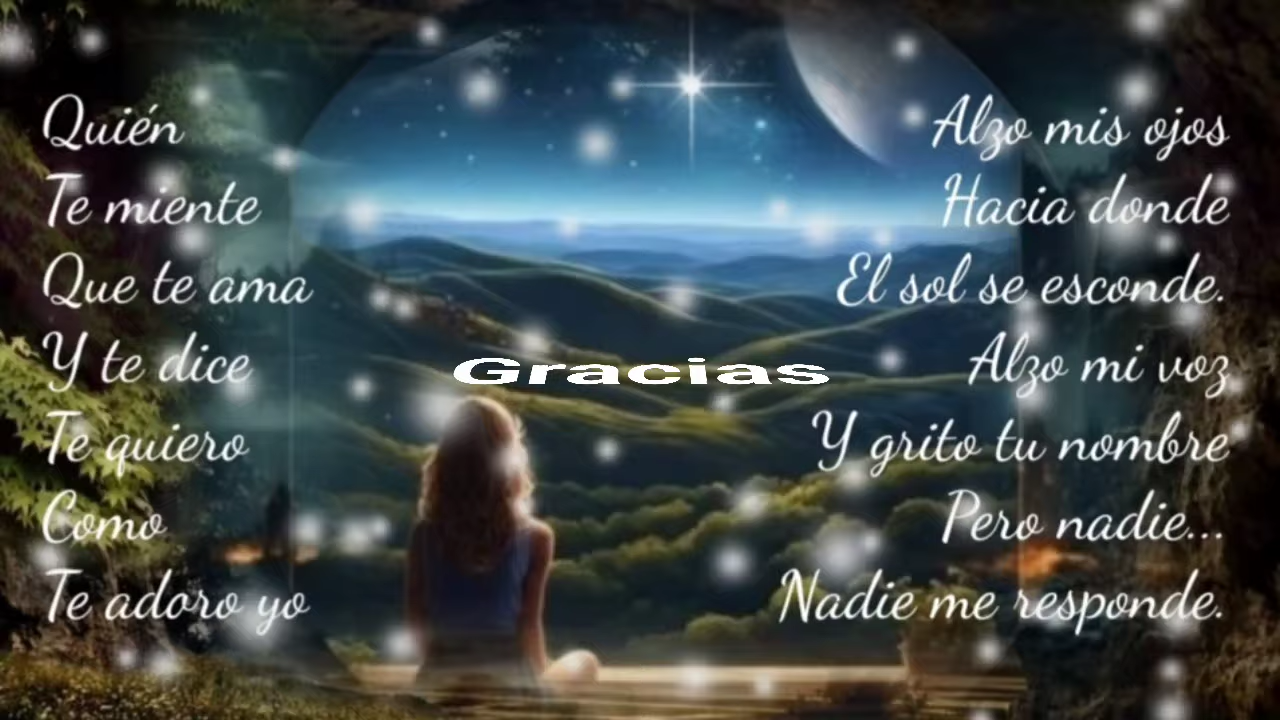 Quién
Te miente
Que te ama
Y te dice
Te quiero
Como
Te adoro yo
Gracias
Alzo mis ojos
Hacia donde
El sol se esconde.
Alzo mi voz
Y grito tu nombre
Pero nadie...
Nadie me responde.